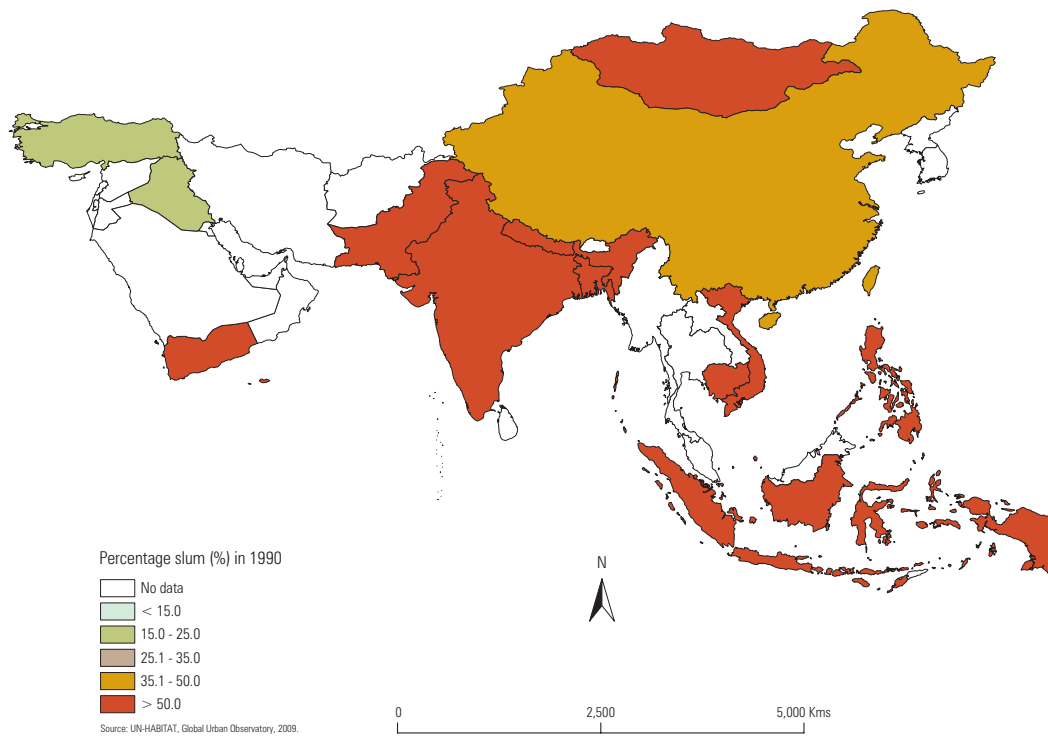 N
Percentage slum (%) in 1990
No data
< 15.0
15.0 - 25.0
25.1 - 35.0
35.1 - 50.0
> 50.0
0 2,500 5,000 Kms
Source: UN-HABITAT, Global Urban Observatory, 2009.